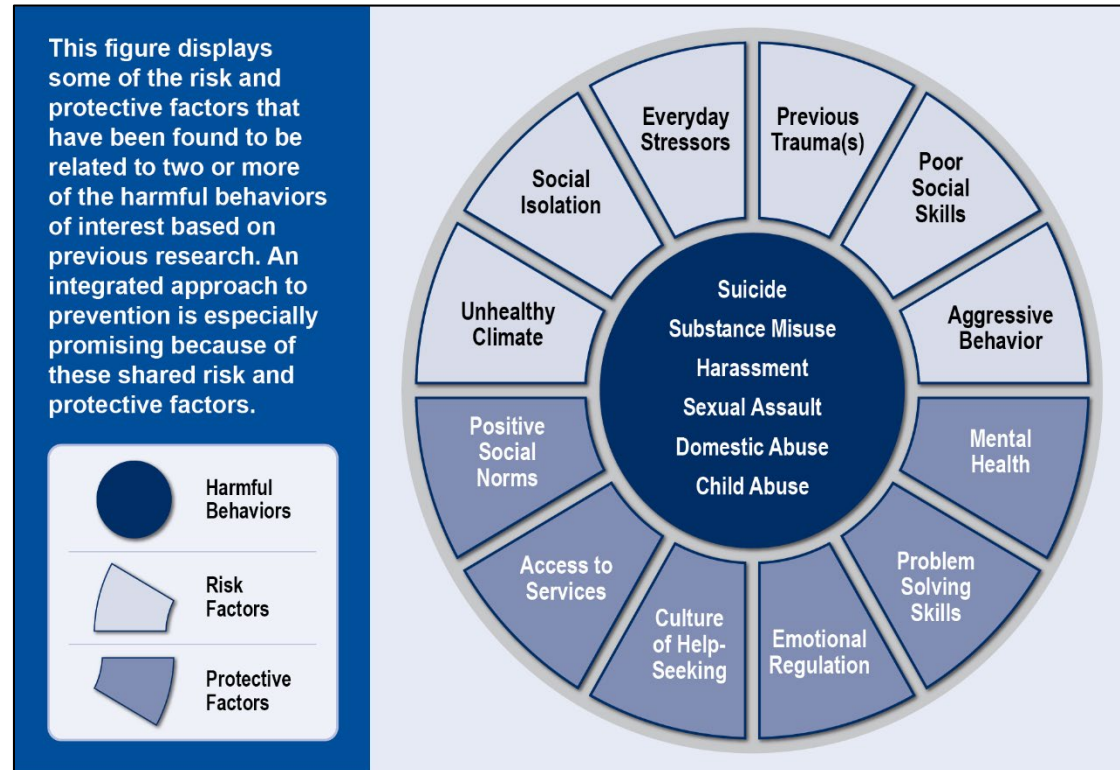 This figure displays
some of the risk and
protective factors that
have been found to be
related to two or more
of the harmful behaviors
of interest based on
previous research. An
integrated approach to
prevention is especially
promising because of
these shared risk and
protective factors.
Harmful
Behaviors
Risk
Factors
Protective
Factors
Everyday
Stressors
Previous
Trauma(s)
Poor
Social
Skills
Aggressive
Behavior
Mental
Health
Problem
Solving
Skills
Emotional
Regulation
Culture
of Help-
Seeking
Access to
Services
Positive
Social
Norms
Unhealthy
Climate
Social
Isolation
Suicide
Substance Misuse
Harassment
Sexual Assault
Domestic Abuse
Child Abuse